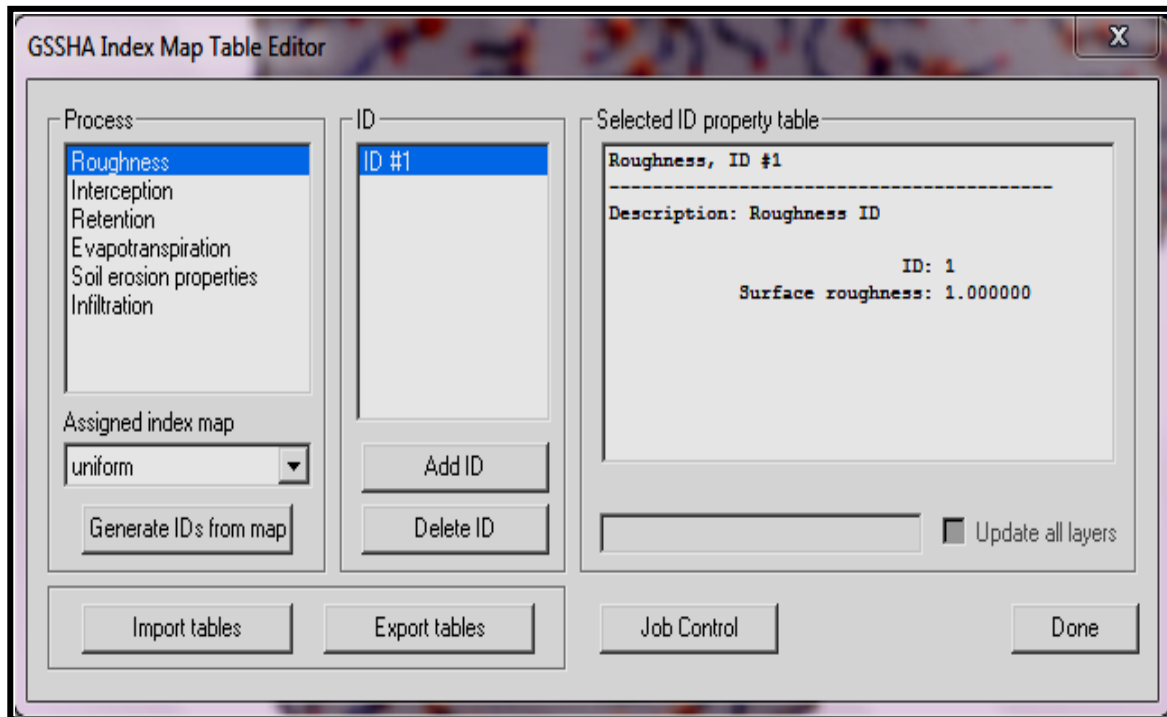 GSSHA Index Map Table Editor
X
Process
Roughness
Interception
Retention
Evapotranspiration
Soil erosion properties
Infiltration
Assigned index map
uniform
Generate IDs from map
ID
ID #1
Add ID
Delete ID
Selected ID property table
Roughness, ID #1
-----------------------------------------
Description: Roughness ID
ID: 1
Surface roughness: 1.000000
Update all layers
Import tables
Export tables
Job Control
Done